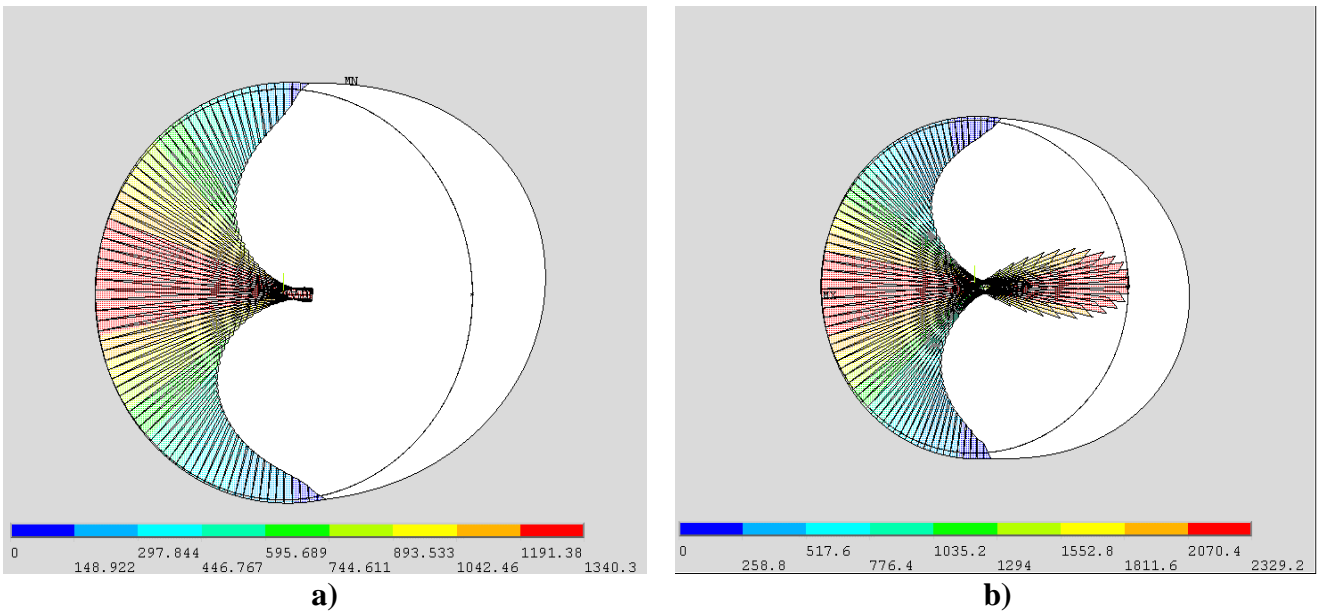 MN
MX
0 297.844 595.689 893.533 1191.38
148.922 446.767 744.611 1042.46 1340.3
0 517.6 1035.2 1552.8 2070.4
258.8 776.4 1294 1811.6 2329.2
a) b)